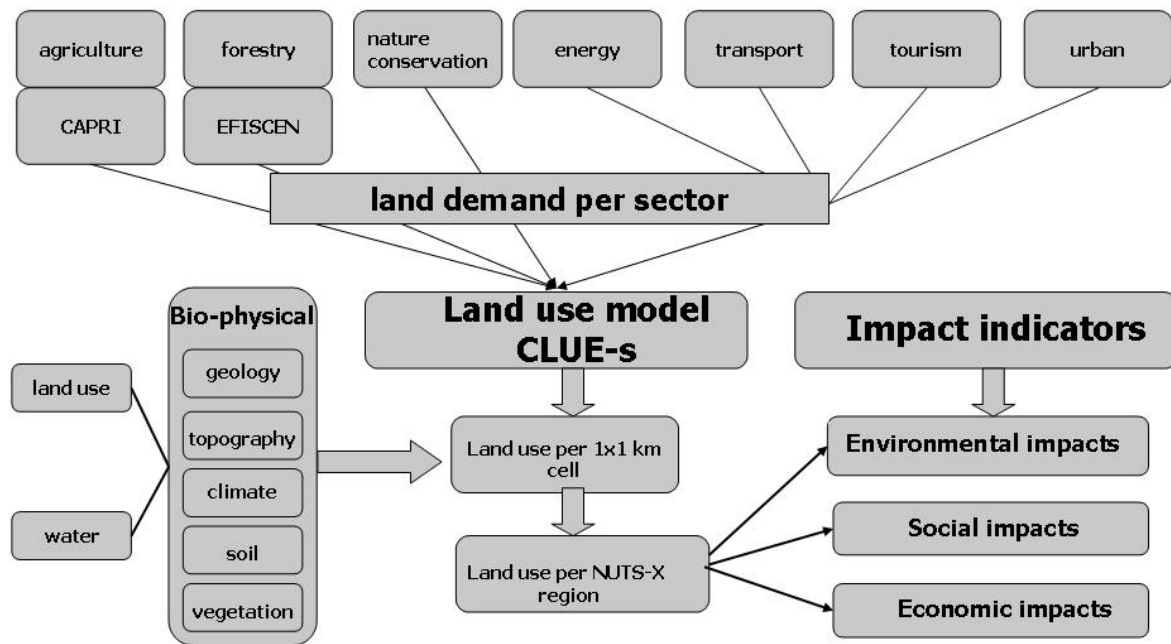 agriculture
forestry
nature
conservation
energy
transport
tourism
urban
CAPRI
EFISCEN
land demand per sector
Bio-physical
geology
topography
climate
soil
vegetation
land use
water
Land use model
CLUE-s
Land use per 1x1 km
cell
Land use per NUTS-X
region
Impact indicators
Environmental impacts
Social impacts
Economic impacts